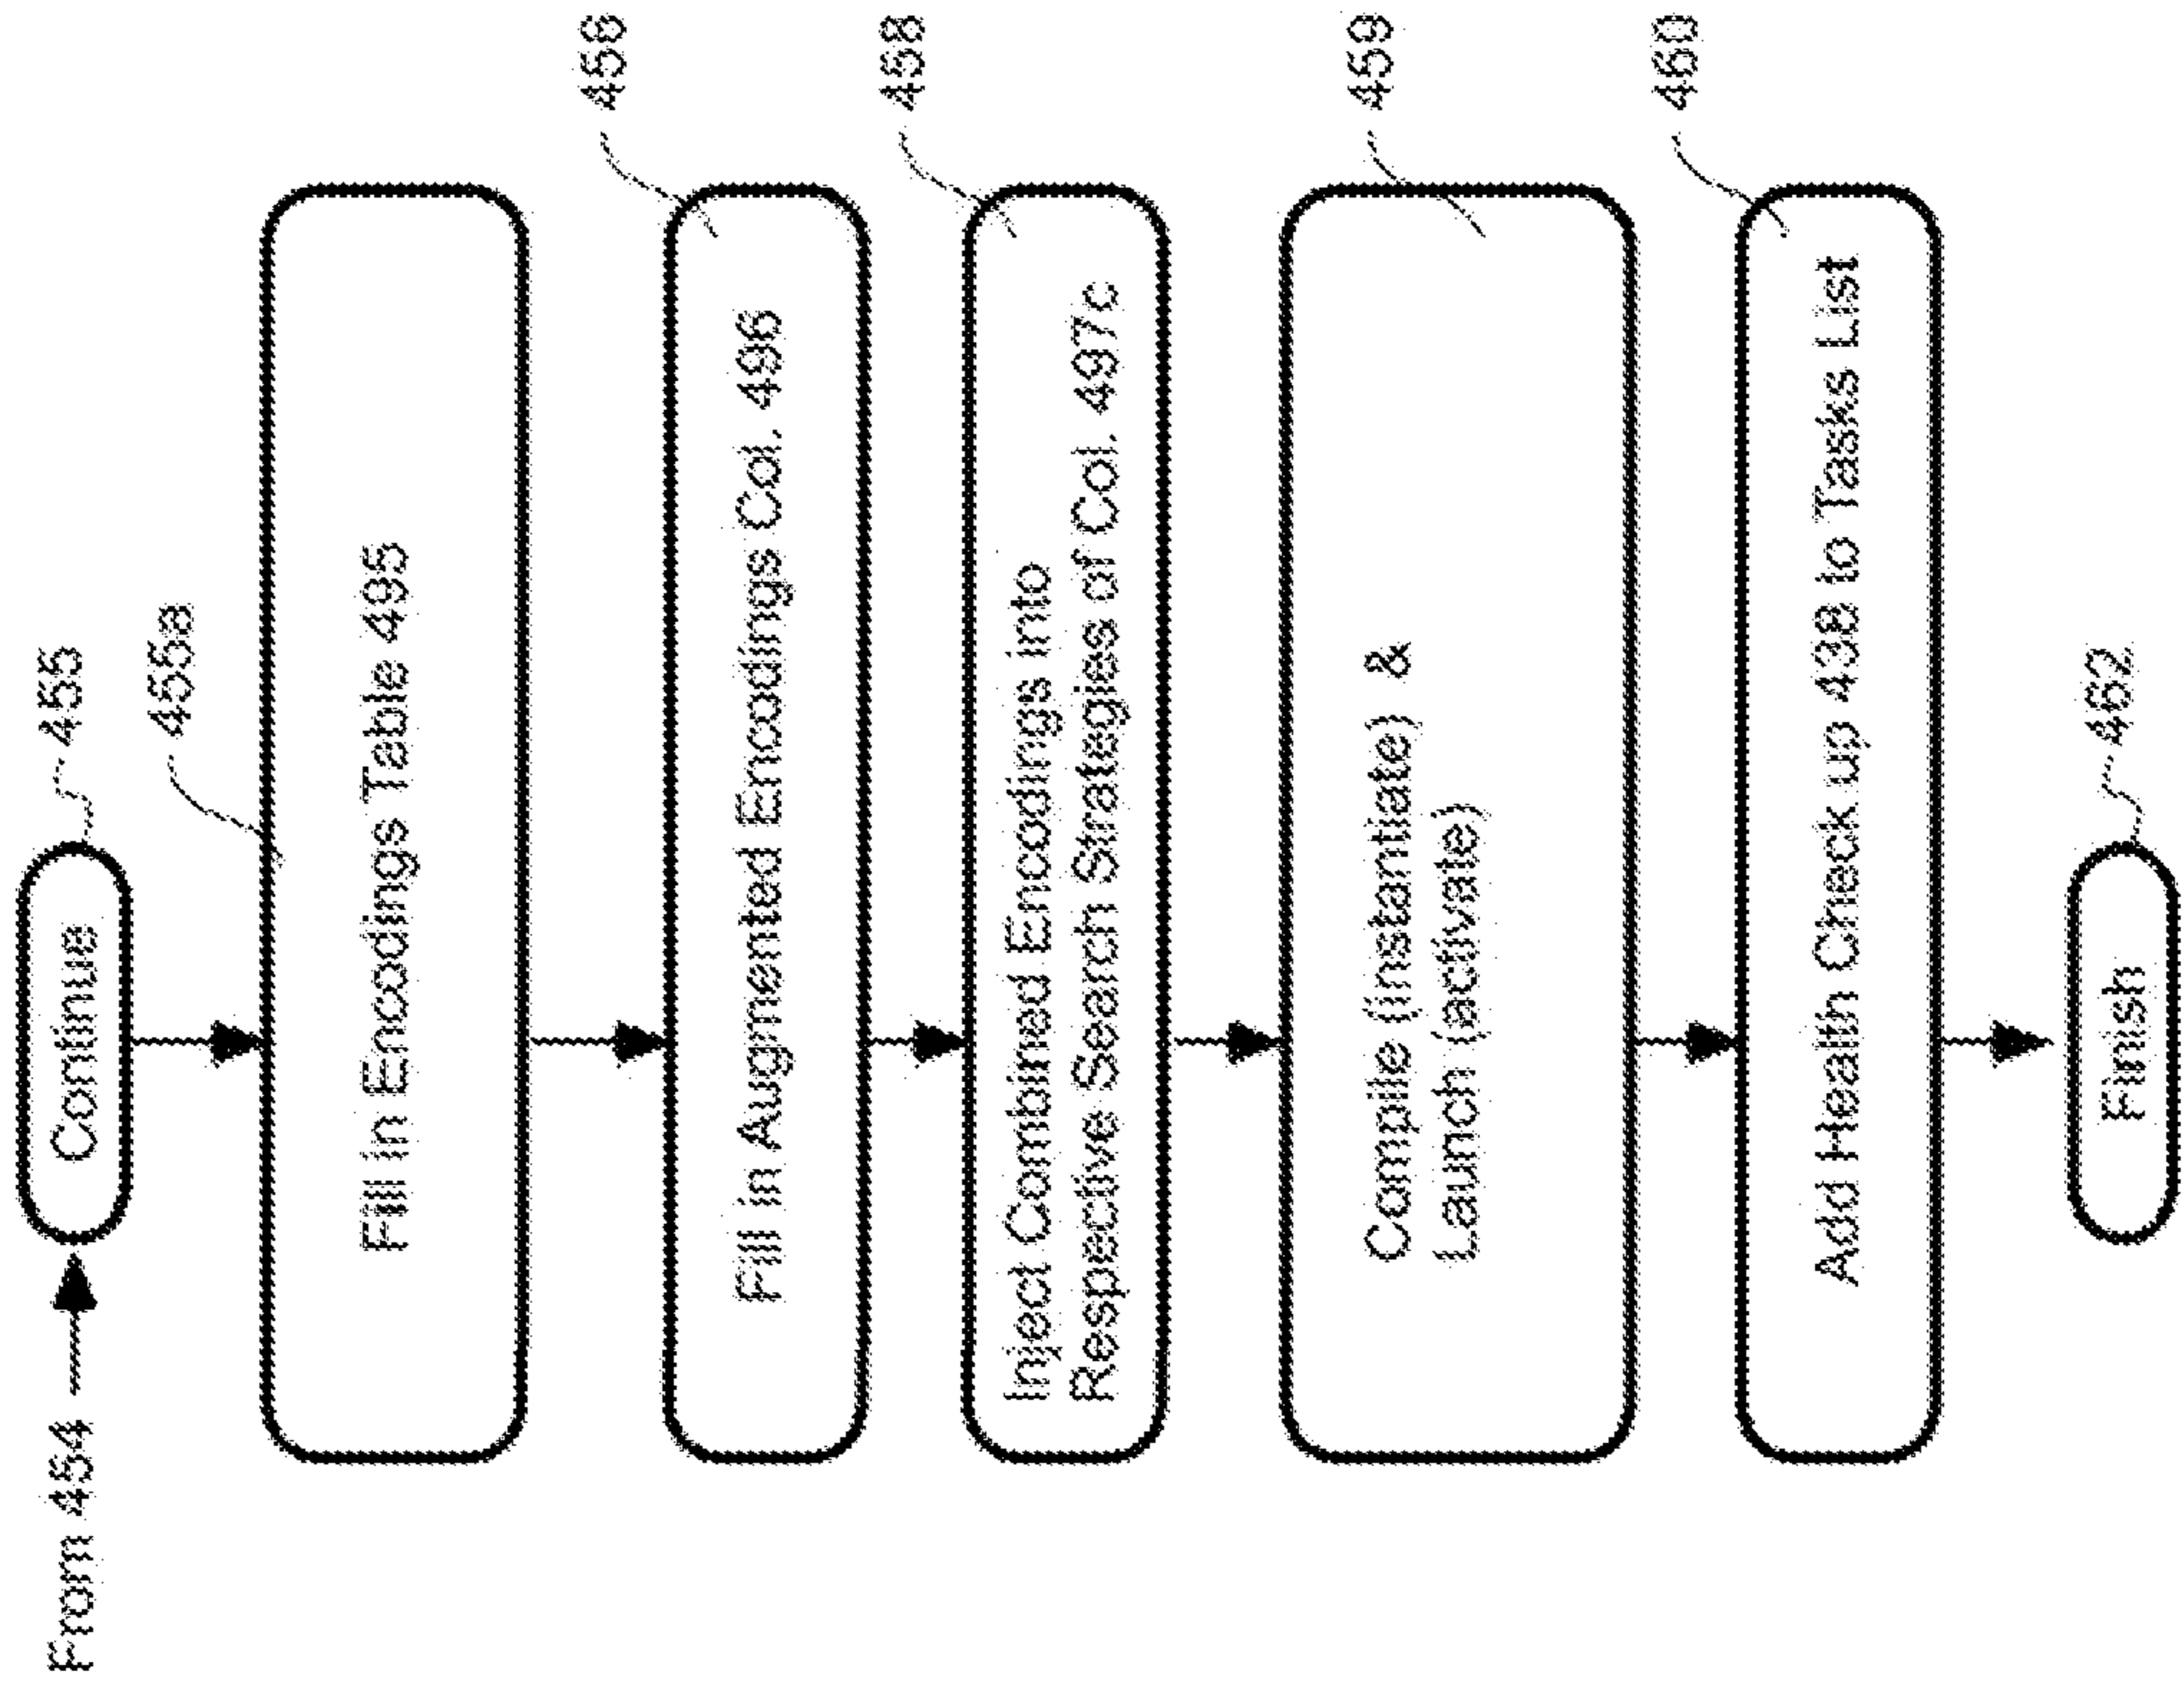 From 454
Continue
455
455a
Fill in Encodings Table 495
456
Fill in Augmented Encodings Col. 496
458
Inject Combined Encodings into
Respective Search Strategies of Col. 497c
459
Compile (instantiate) &
Launch (activate)
460
Add Health Check up 438 to Tasks List
Finish
462